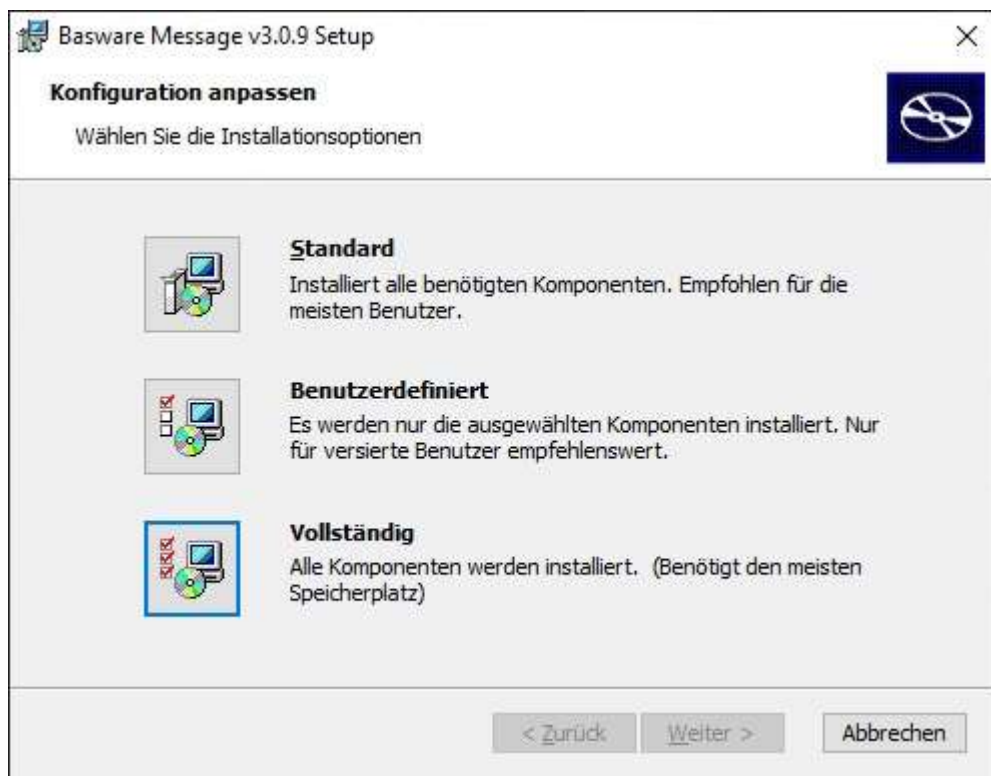 Basware Message v3.0.9 Setup
Konfiguration anpassen
Wählen Sie die Installationsoptionen
Standard
Installiert alle benötigten Komponenten. Empfohlen für die
meisten Benutzer.
Benutzerdefiniert
Es werden nur die ausgewählten Komponenten installiert. Nur
für versierte Benutzer empfehlenswert.
Vollständig
Alle Komponenten werden installiert.  (Benötigt den meisten
Speicherplatz)
< Zurück Weiter > Abbrechen